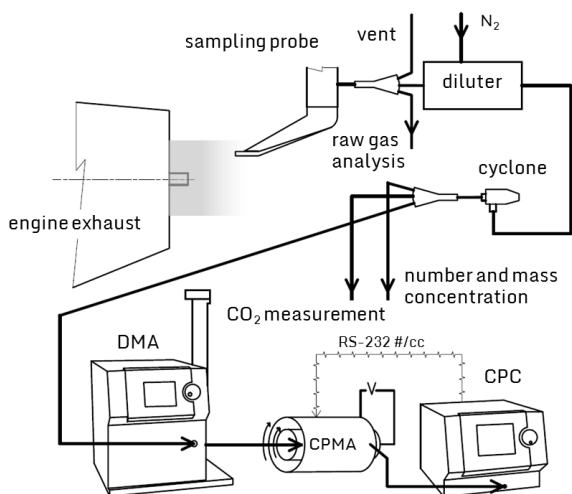 N₂
vent
sampling probe
diluter
raw gas
analysis
cyclone
engine exhaust
number and mass
concentration
CO₂ measurement
DMA
RS-232 #/cc
CPC
V
CPMA